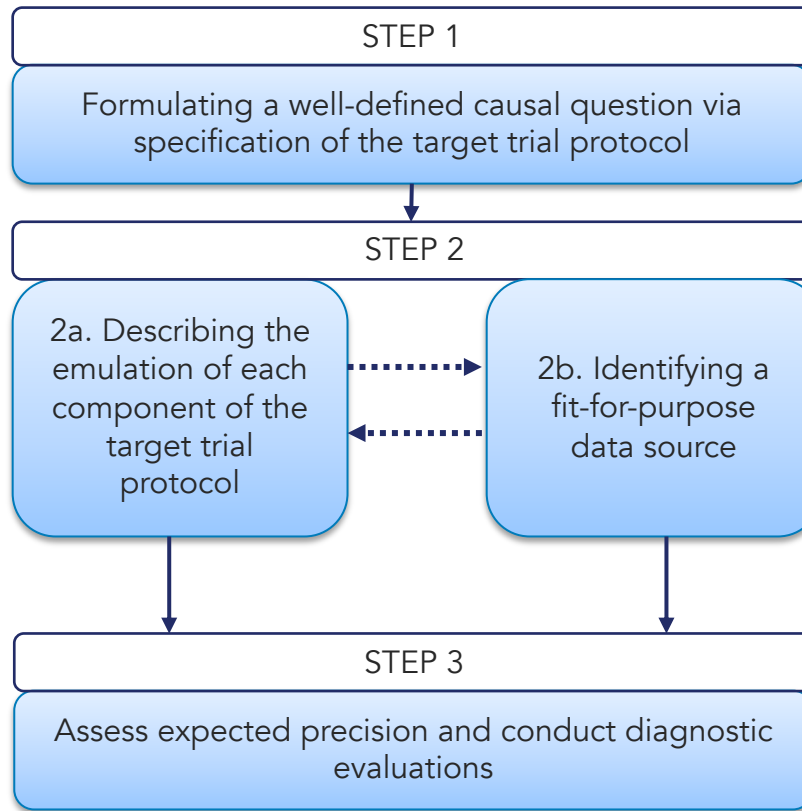 STEP 1
Formulating a well-defined causal question via
specification of the target trial protocol
STEP 2
2a. Describing the
emulation of each
component of the
target trial
protocol
2b. Identifying a
fit-for-purpose
data source
STEP 3
Assess expected precision and conduct diagnostic
evaluations